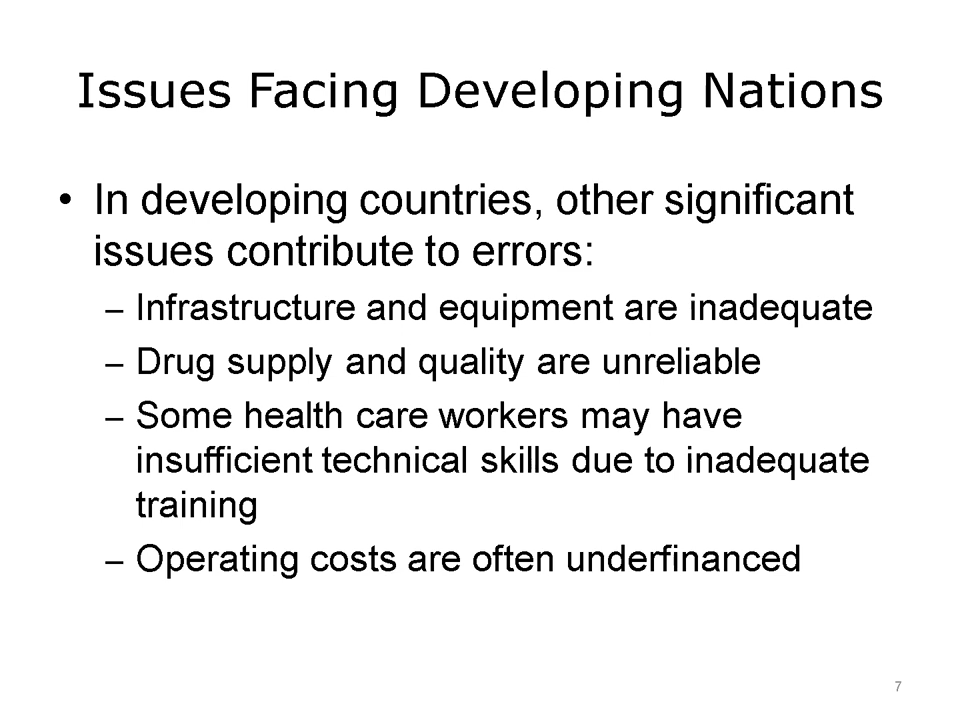 Issues Facing Developing Nations
• In developing countries, other significant
issues contribute to errors:
– Infrastructure and equipment are inadequate
– Drug supply and quality are unreliable
– Some health care workers may have
insufficient technical skills due to inadequate
training
– Operating costs are often underfinanced
7